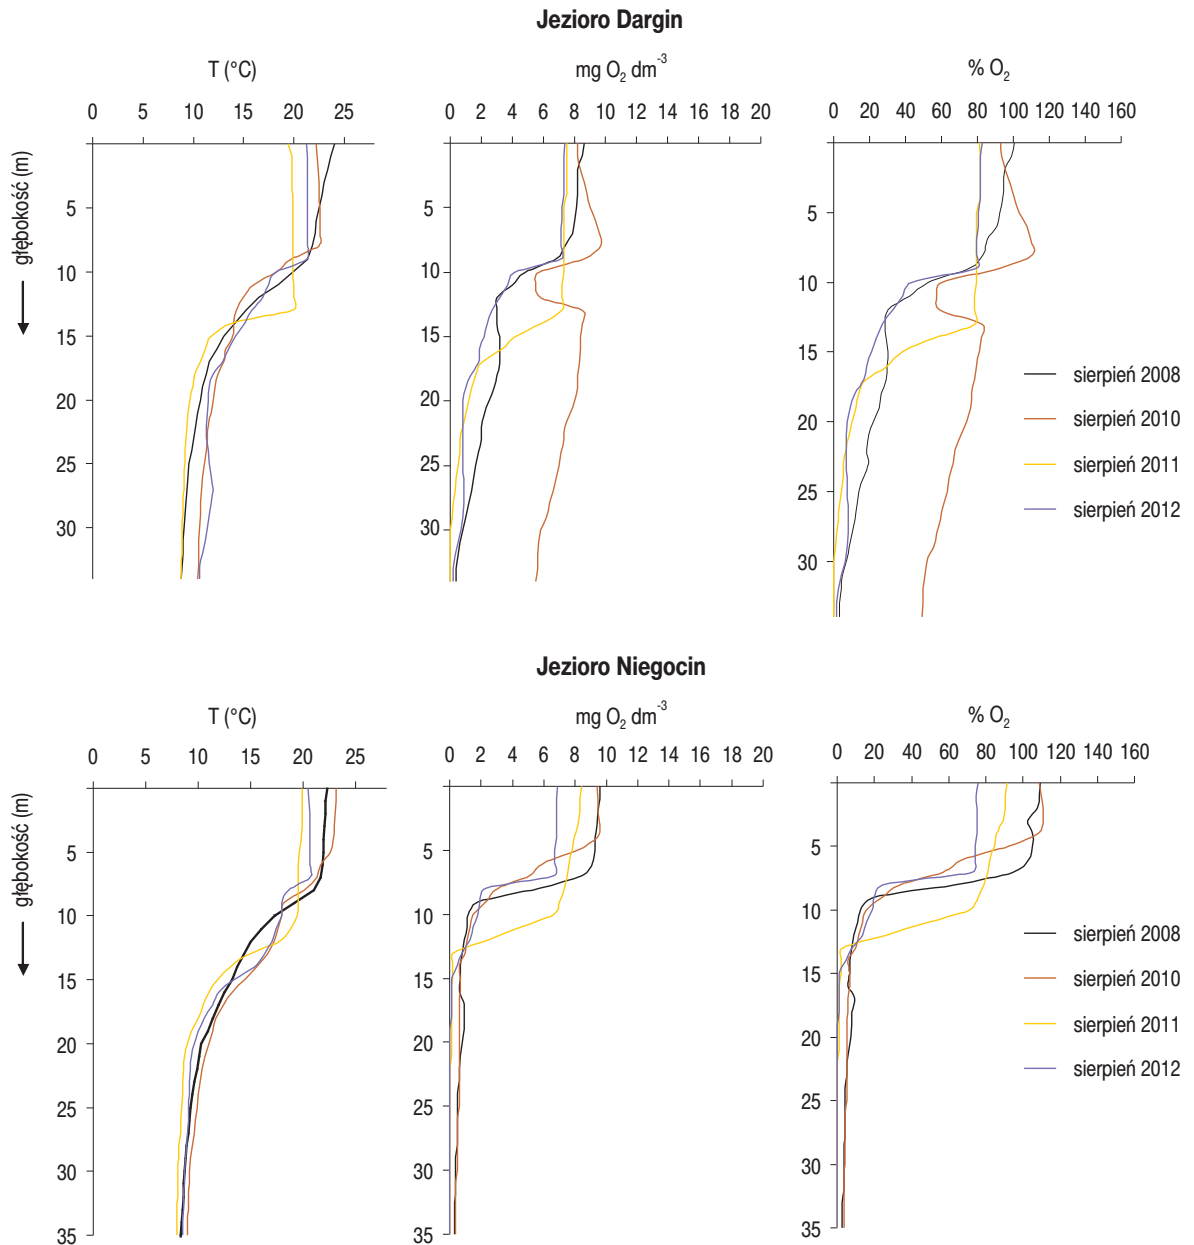 Jezioro Dargin
T (°C)
mg O₂ dm⁻³
% O₂
0 5 10 15 20 25
0 2 4 6 8 10 12 14 16 18 20
0 20 40 60 80 100 120 140 160
głębokość (m)
5
10
15
20
25
30
5
10
15
20
25
30
5
10
15
20
25
30
sierpień 2008
sierpień 2010
sierpień 2011
sierpień 2012
Jezioro Niegocin
T (°C)
mg O₂ dm⁻³
% O₂
0 5 10 15 20 25
0 2 4 6 8 10 12 14 16 18 20
0 20 40 60 80 100 120 140 160
głębokość (m)
5
10
15
20
25
30
35
5
10
15
20
25
30
35
5
10
15
20
25
30
35
sierpień 2008
sierpień 2010
sierpień 2011
sierpień 2012